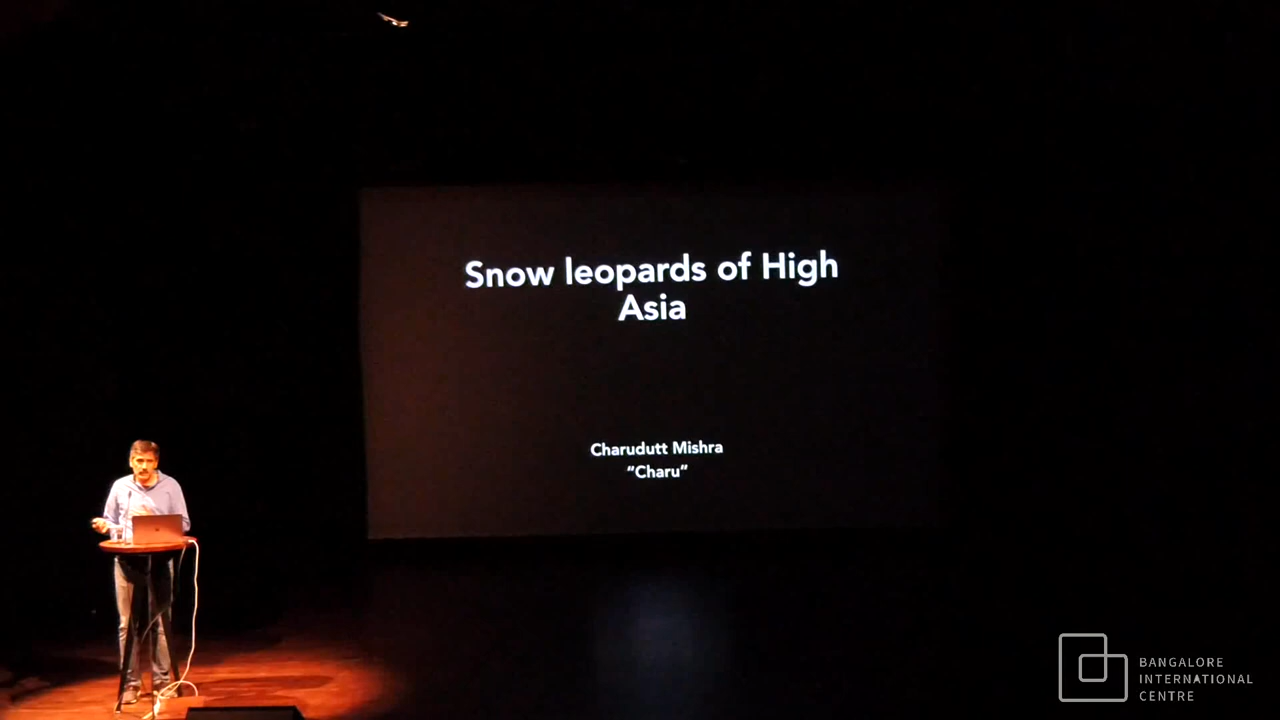 Snow leopards of High
Asia
Charudutt Mishra
“Charu”
BANGALORE
INTERNATIONAL
CENTRE